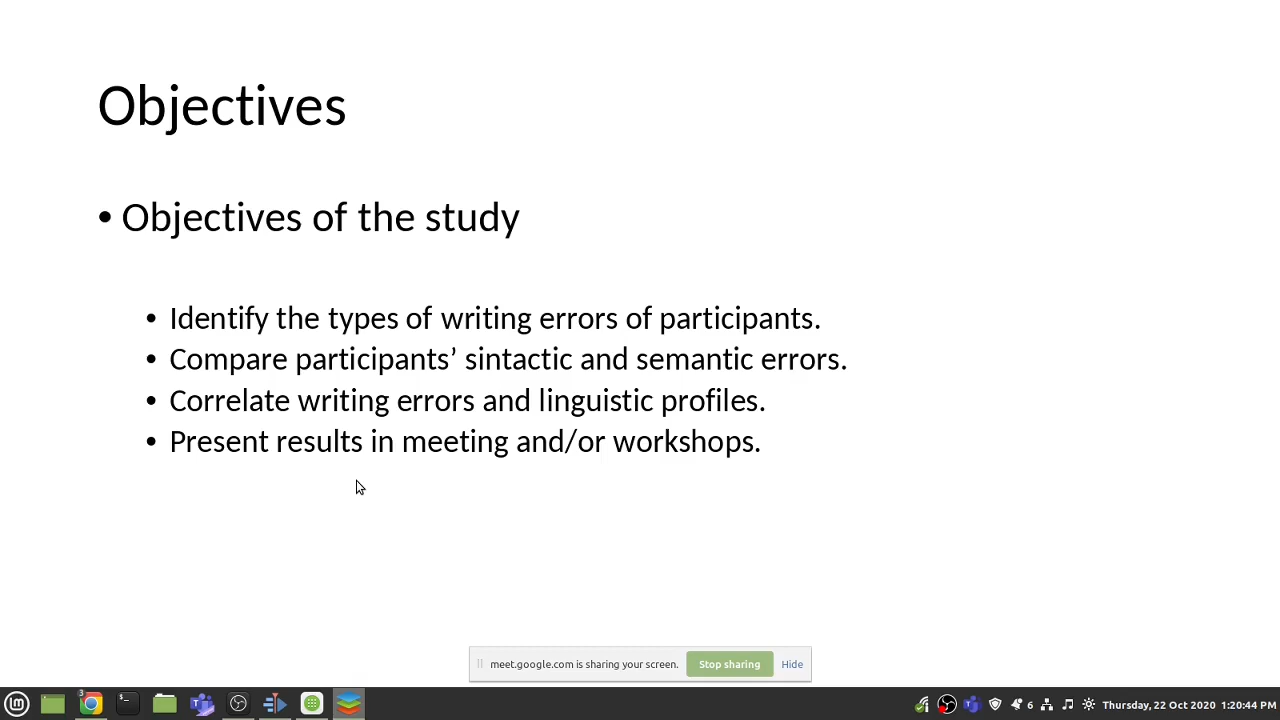 Objectives
• Objectives of the study
• Identify the types of writing errors of participants.
• Compare participants’ sintactic and semantic errors.
• Correlate writing errors and linguistic profiles.
• Present results in meeting and/or workshops.
meet.google.com is sharing your screen. Stop sharing Hide
3
6 Thursday, 22 Oct 2020 1:20:44 PM